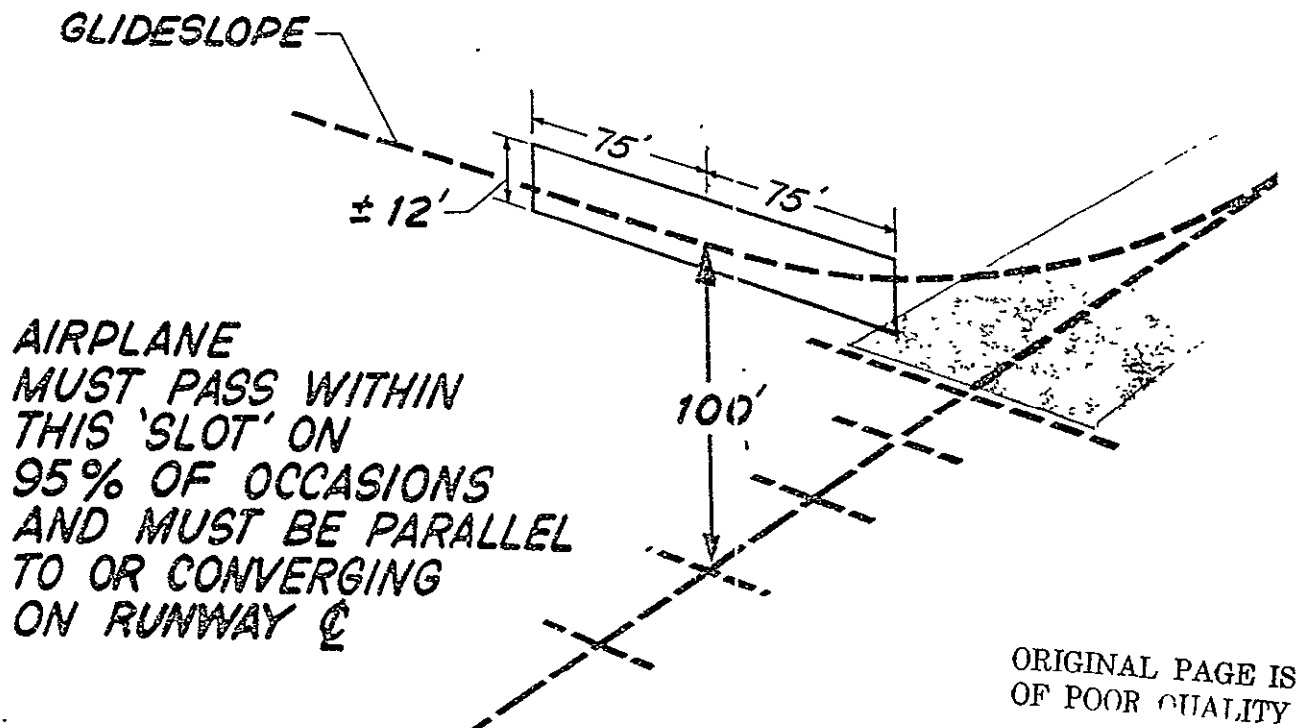 GLIDESLOPE
75'
75'
± 12'
100'
AIRPLANE
MUST PASS WITHIN
THIS 'SLOT' ON
95% OF OCCASIONS
AND MUST BE PARALLEL
TO OR CONVERGING
ON RUNWAY ℄
ORIGINAL PAGE IS
OF POOR QUALITY